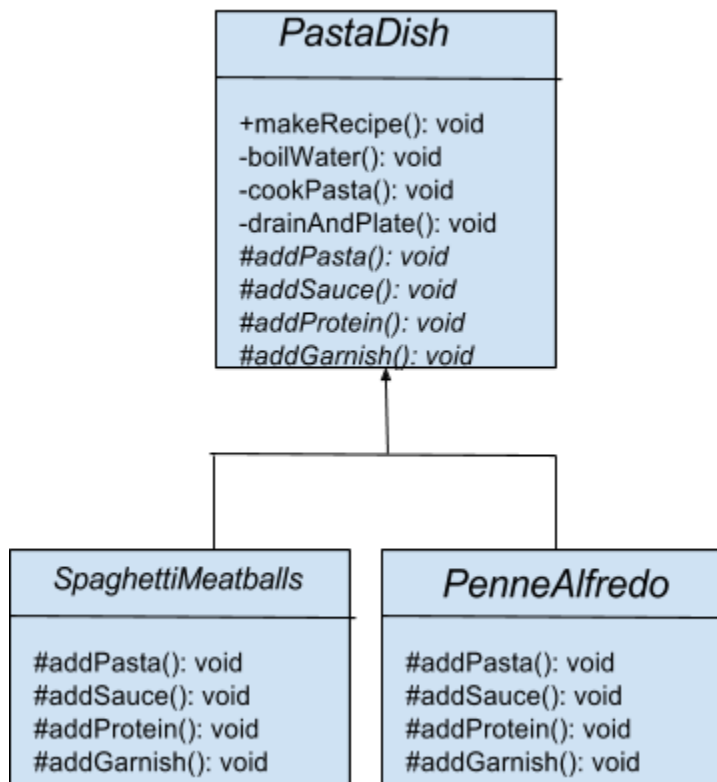 PastaDish
+makeRecipe(): void
-boilWater(): void
-cookPasta(): void
-drainAndPlate(): void
#addPasta(): void
#addSauce(): void
#addProtein(): void
#addGarnish(): void
SpaghettiMeatballs
#addPasta(): void
#addSauce(): void
#addProtein(): void
#addGarnish(): void
PenneAlfredo
#addPasta(): void
#addSauce(): void
#addProtein(): void
#addGarnish(): void